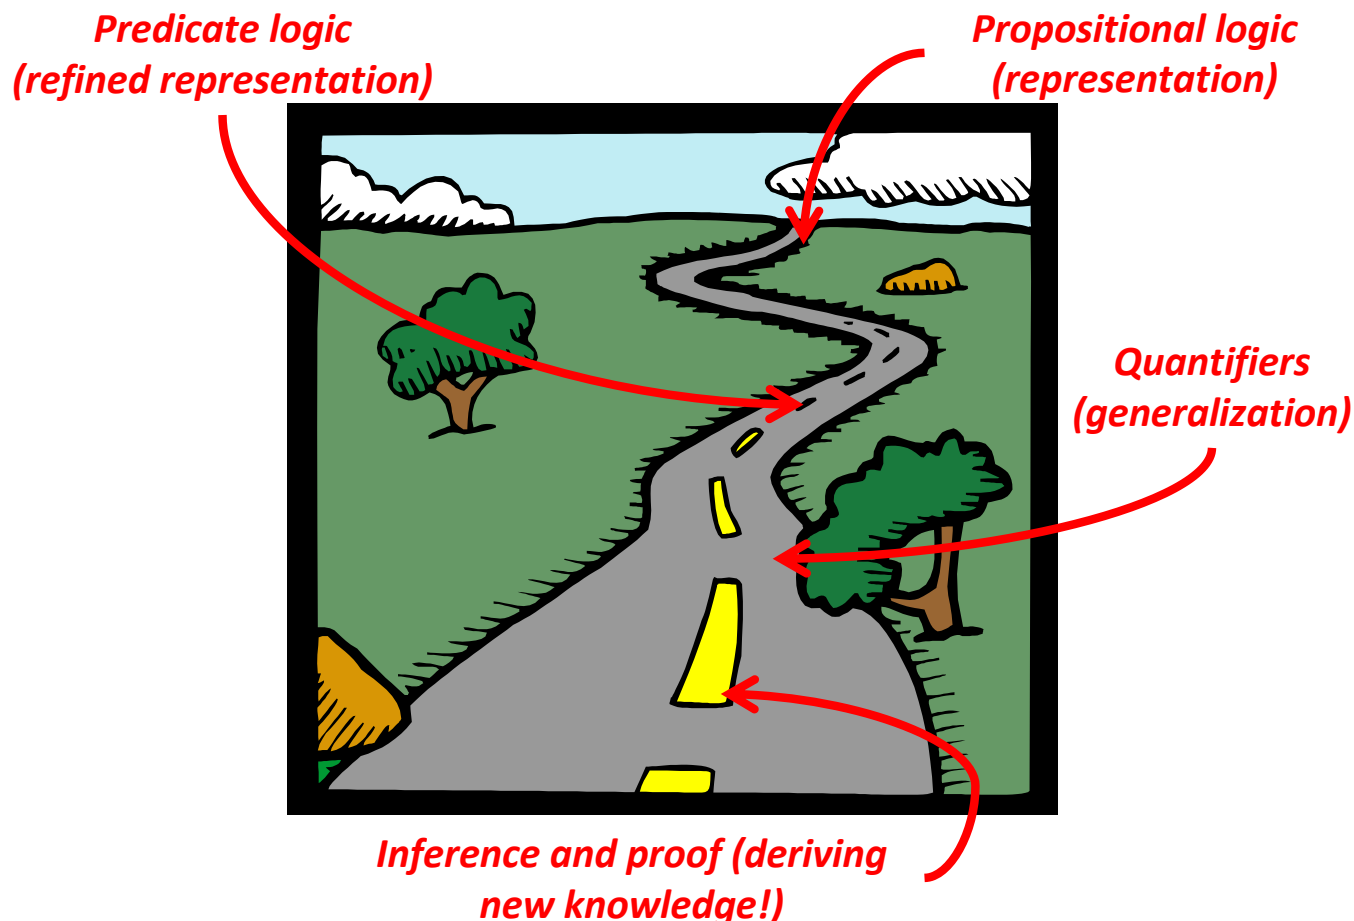 Predicate logic
(refined representation)
Propositional logic
(representation)
Quantifiers
(generalization)
Inference and proof (deriving
new knowledge!)